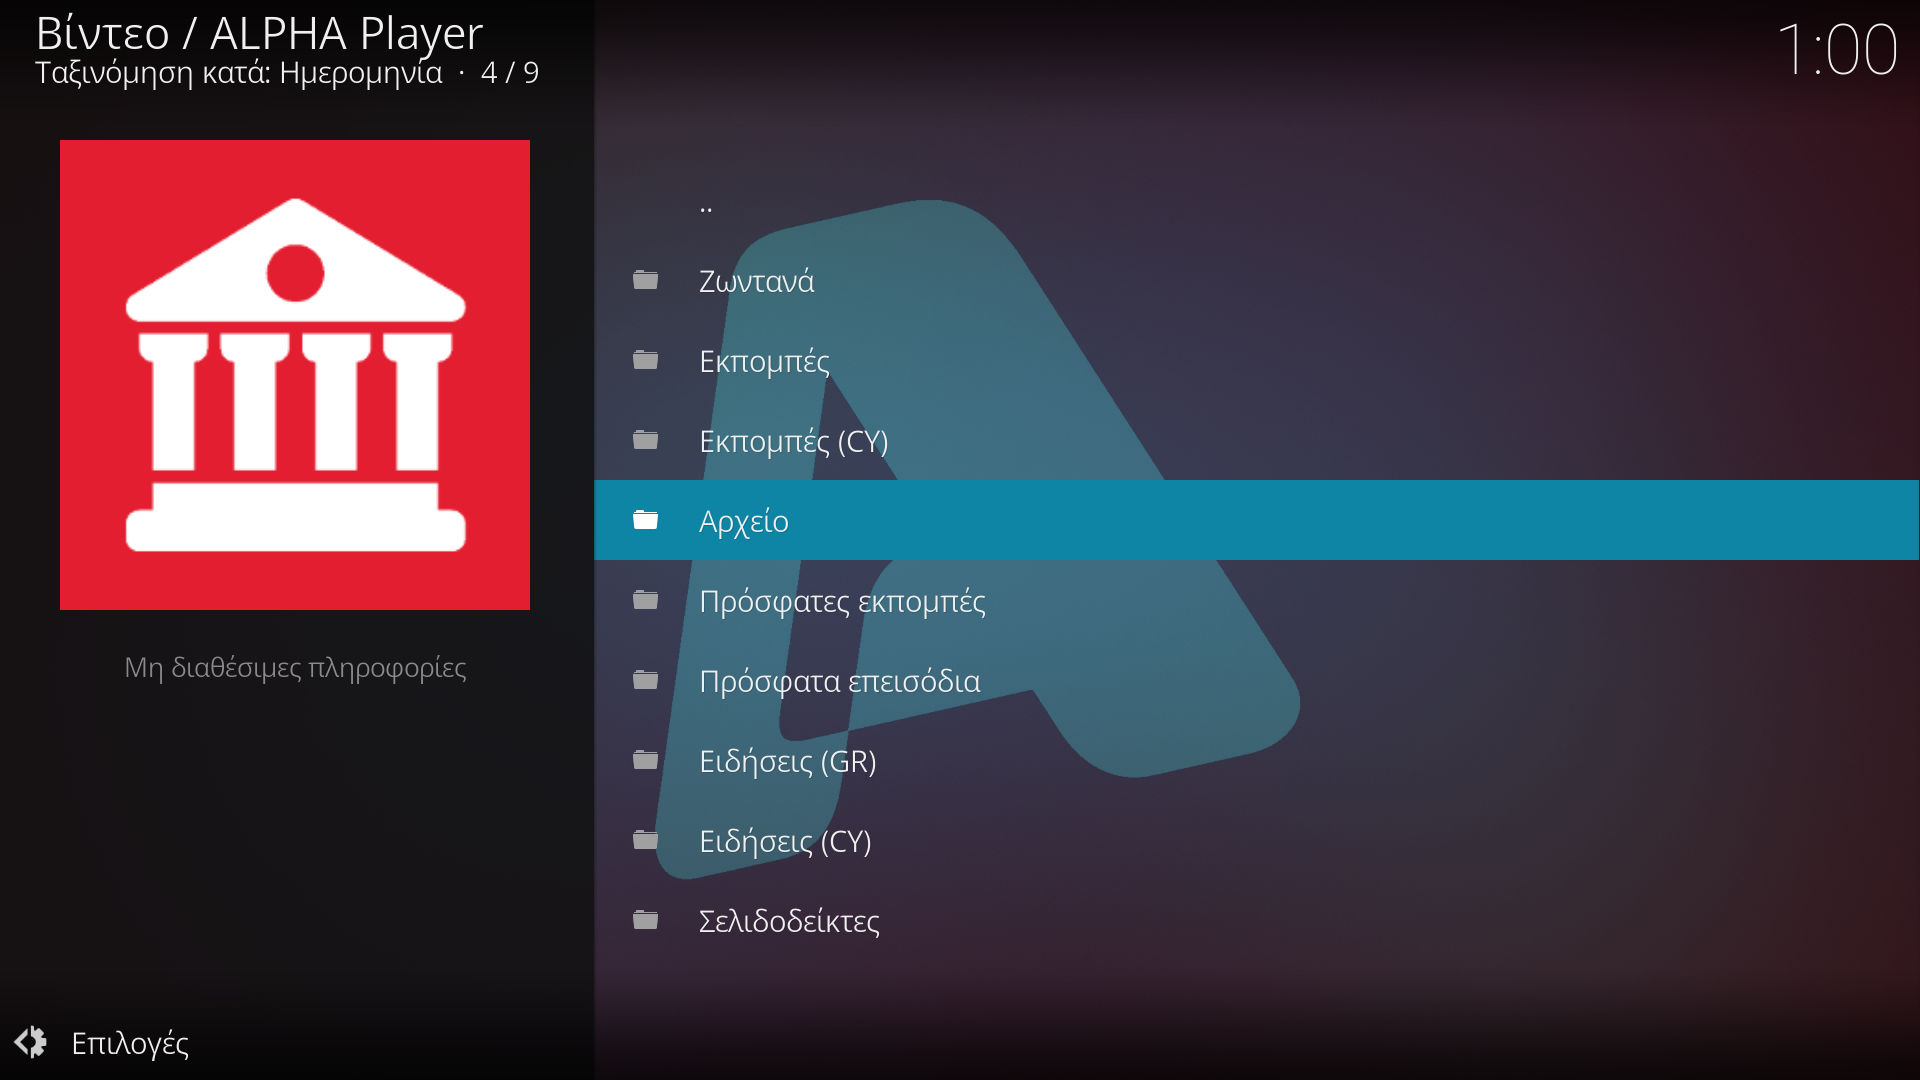 Βίντεο / ALPHA Player
Ταξινόμηση κατά: Ημερομηνία · 4 / 9
1:00
..
Ζωντανά
Εκπομπές
Εκπομπές (CY)
Αρχείο
Πρόσφατες εκπομπές
Πρόσφατα επεισόδια
Ειδήσεις (GR)
Ειδήσεις (CY)
Σελιδοδείκτες
Μη διαθέσιμες πληροφορίες
Επιλογές